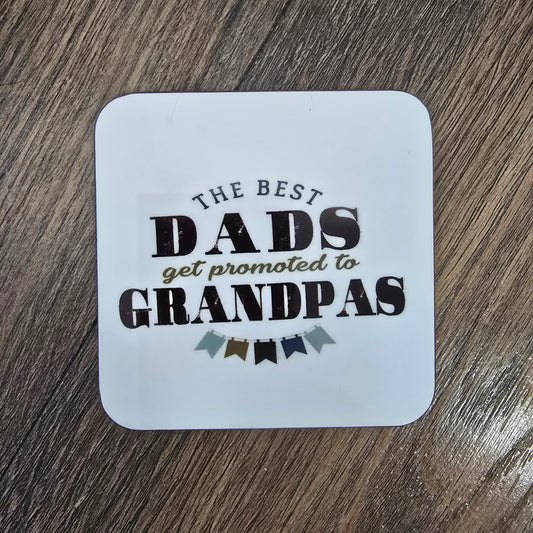 THE BEST
DADS
get promoted to
GRANDPAS